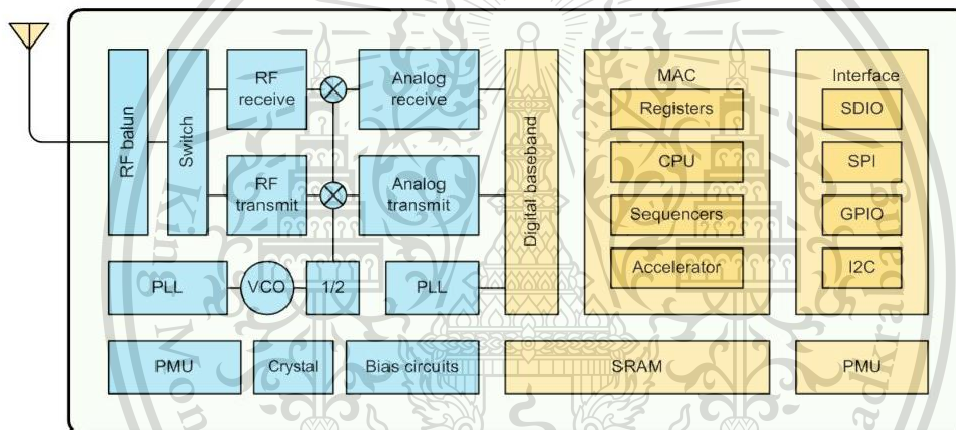 RF balun
Switch
RF
receive
Analog
receive
RF
transmit
Analog
transmit
PLL
VCO
1/2
PLL
Digital baseband
MAC
Registers
CPU
Sequencers
Accelerator
Interface
SDIO
SPI
GPIO
I2C
PMU
Crystal
Bias circuits
SRAM
PMU